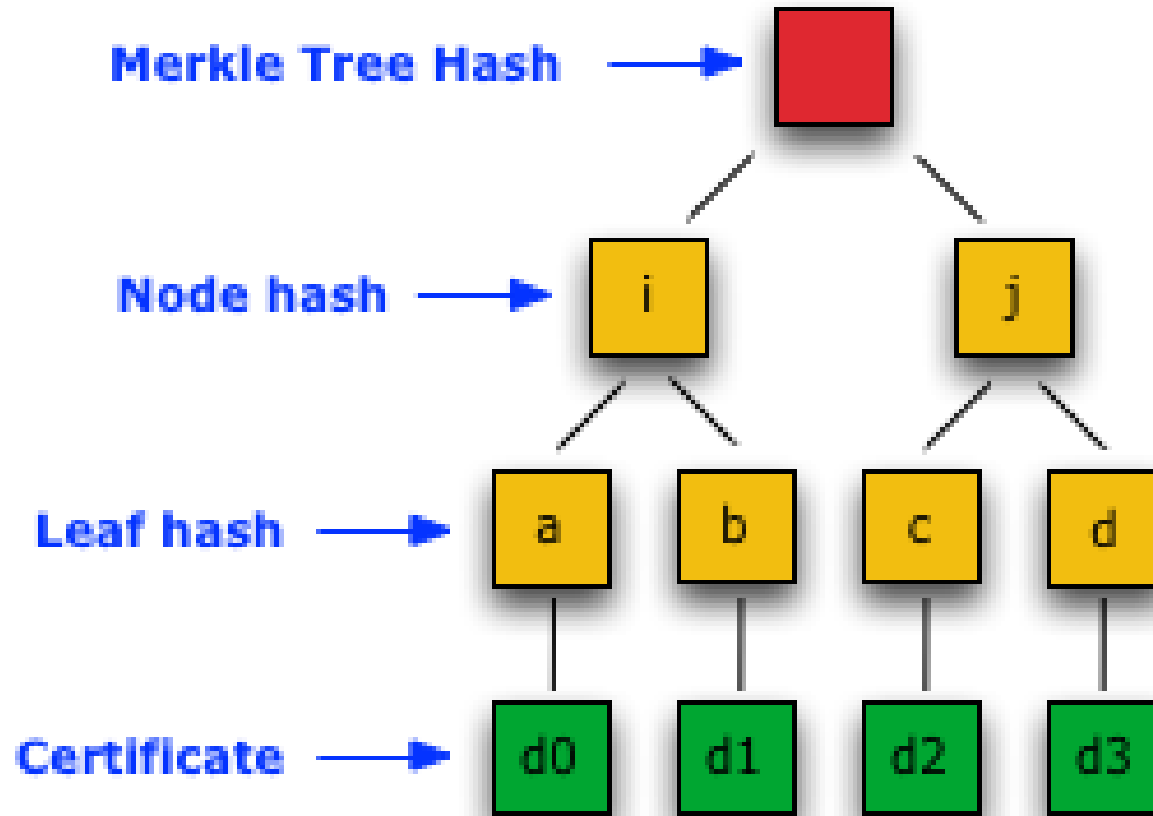 Merkle Tree Hash
Node hash
i
j
Leaf hash
a
b
c
d
Certificate
d0
d1
d2
d3